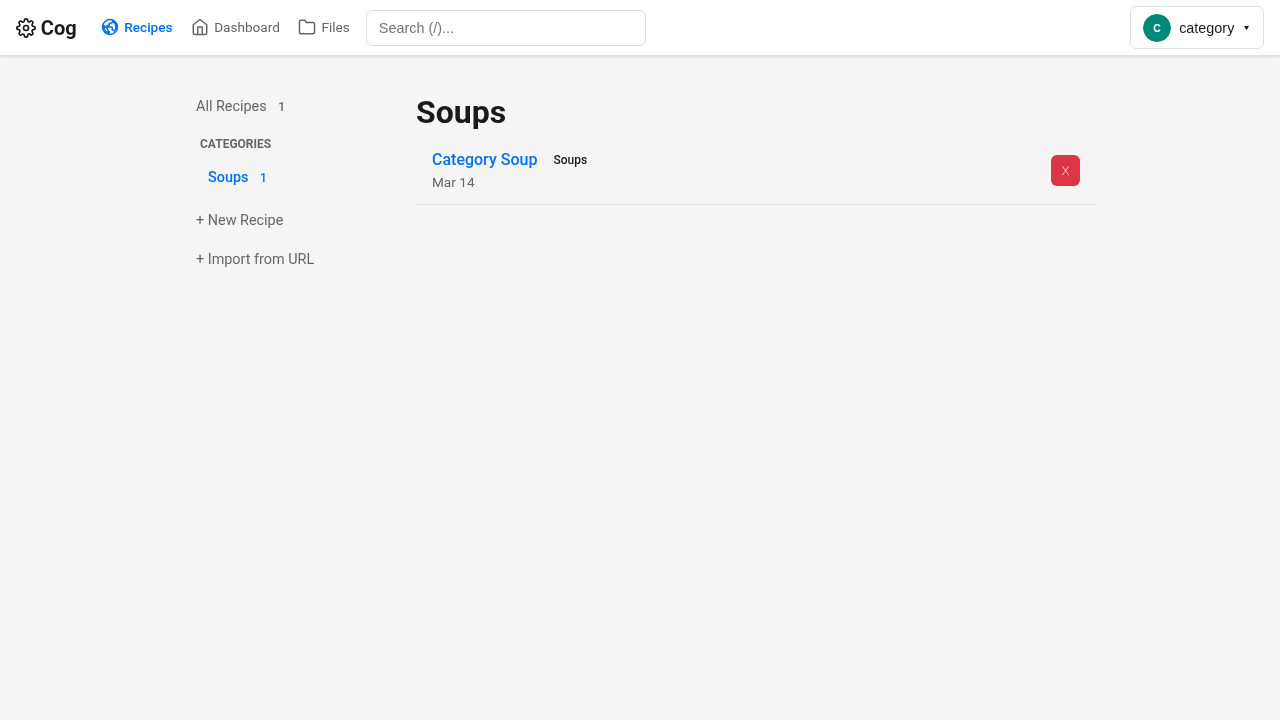 Cog
Recipes
Dashboard
Files
Search (/)...
C
category
All Recipes 1
CATEGORIES
Soups 1
+ New Recipe
+ Import from URL
Soups
Category Soup Soups
Mar 14
X